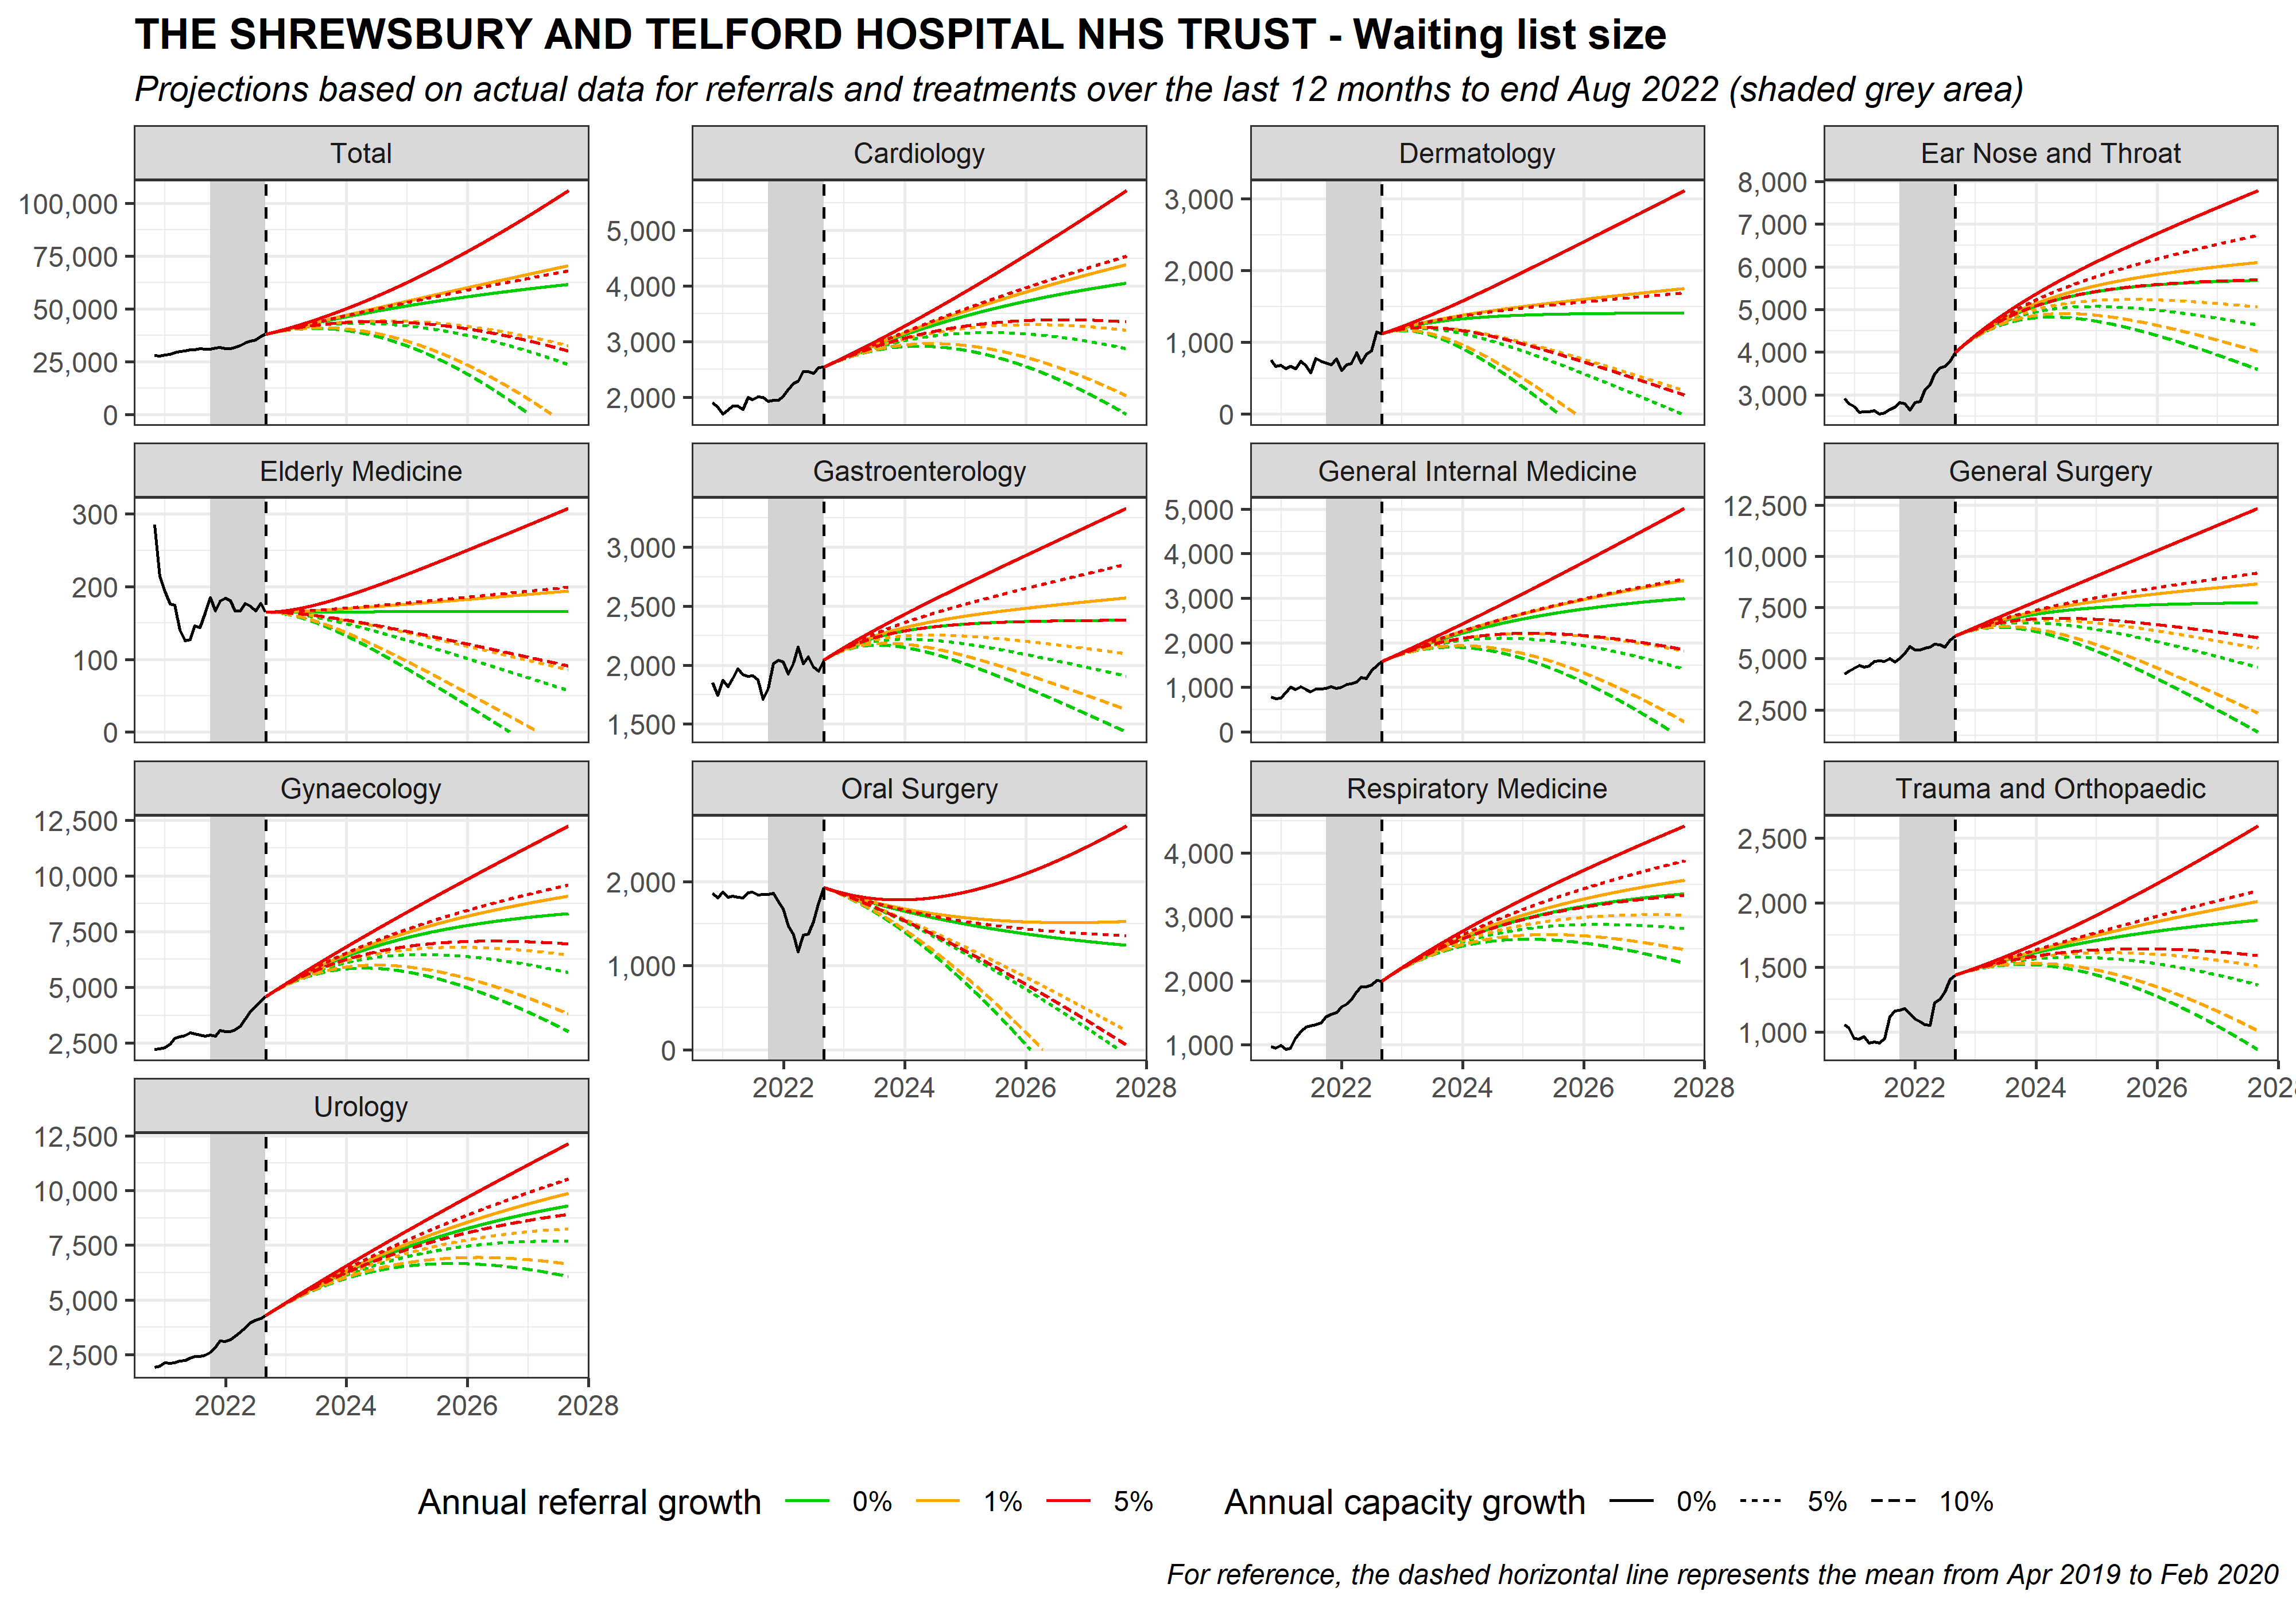 THE SHREWSBURY AND TELFORD HOSPITAL NHS TRUST - Waiting list size
Projections based on actual data for referrals and treatments over the last 12 months to end Aug 2022 (shaded grey area)
Total
100,000
75,000
50,000
25,000
0
Cardiology
5,000
4,000
3,000
2,000
Dermatology
3,000
2,000
1,000
0
Ear Nose and Throat
8,000
7,000
6,000
5,000
4,000
3,000
Elderly Medicine
300
200
100
0
Gastroenterology
3,000
2,500
2,000
1,500
General Internal Medicine
5,000
4,000
3,000
2,000
1,000
0
General Surgery
12,500
10,000
7,500
5,000
2,500
Gynaecology
12,500
10,000
7,500
5,000
2,500
Oral Surgery
2,000
1,000
0
2022 2024 2026 2028
Respiratory Medicine
4,000
3,000
2,000
1,000
2022 2024 2026 2028
Trauma and Orthopaedic
2,500
2,000
1,500
1,000
2022 2024 2026
Urology
12,500
10,000
7,500
5,000
2,500
2022 2024 2026 2028
Annual referral growth 0% 1% 5% Annual capacity growth 0% 5% 10%
For reference, the dashed horizontal line represents the mean from Apr 2019 to Feb 2020